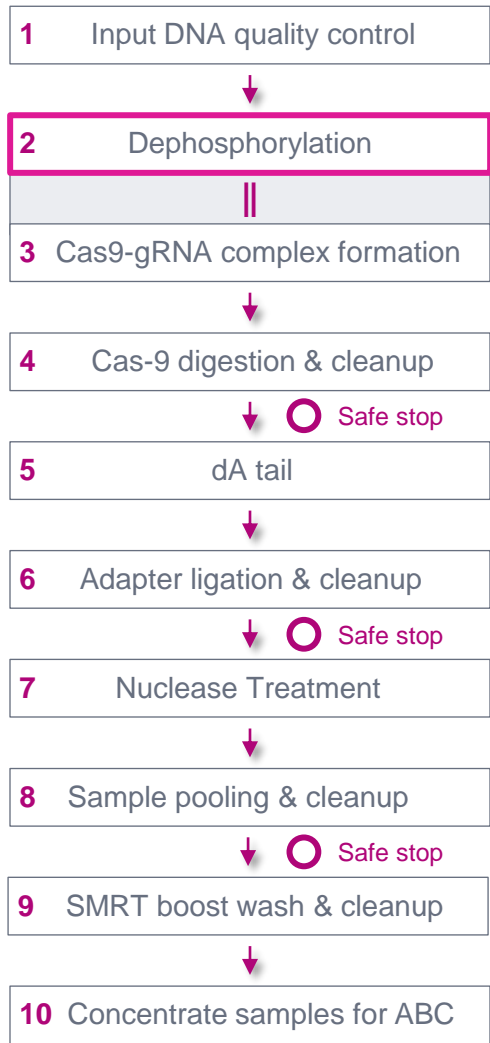 1 Input DNA quality control
2 Dephosphorylation
3 Cas9-gRNA complex formation
4 Cas-9 digestion & cleanup
Safe stop
5 dA tail
6 Adapter ligation & cleanup
Safe stop
7 Nuclease Treatment
8 Sample pooling & cleanup
Safe stop
9 SMRT boost wash & cleanup
10 Concentrate samples for ABC